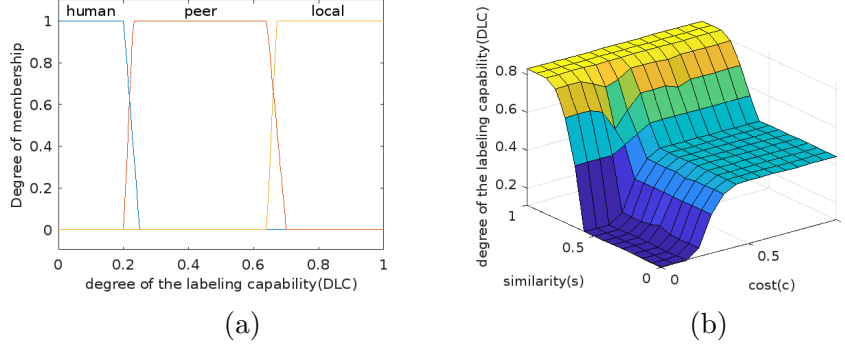 human peer local
1
0.8
0.6
0.4
0.2
0
0 0.2 0.4 0.6 0.8 1
Degree of membership
degree of the labeling capability(DLC)
(a)
0.8
0.6
0.4
0.2
1
0.5
0
0
0.5
degree of the labeling capability(DLC)
similarity(s)
cost(c)
(b)